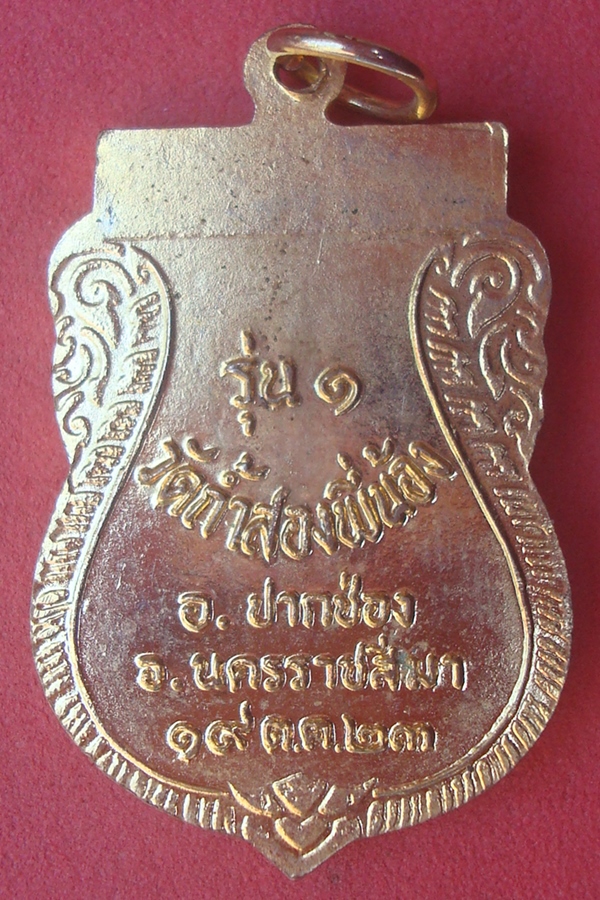 รุ่น ๑
วัดถ้ำสองพี่น้อง
อ. ปากช่อง
จ. นครราชสีมา
๑๙ ต.ค. ๒๓